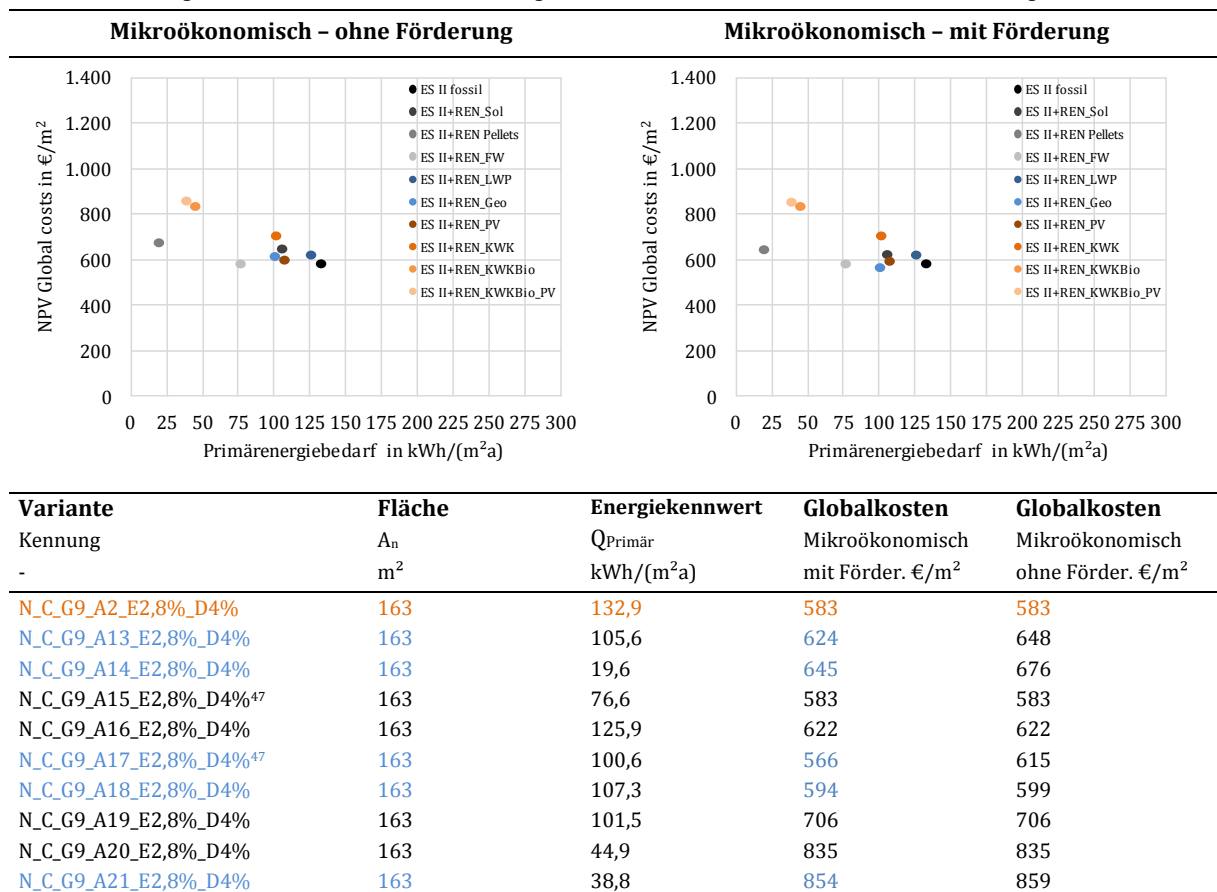 Mikroökonomisch – ohne Förderung
Mikroökonomisch – mit Förderung
1.400
1.200
1.000
800
600
400
200
0
NPV Global costs in €/m²
0 25 50 75 100 125 150 175 200 225 250 275 300
Primärenergiebedarf in kWh/(m²a)
ES II fossil
ES II+REN_Sol
ES II+REN Pellets
ES II+REN_FW
ES II+REN_LWP
ES II+REN_Geo
ES II+REN_PV
ES II+REN_KWK
ES II+REN_KWKBio
ES II+REN_KWKBio_PV
1.400
1.200
1.000
800
600
400
200
0
NPV Global costs in €/m²
0 25 50 75 100 125 150 175 200 225 250 275 300
Primärenergiebedarf in kWh/(m²a)
ES II fossil
ES II+REN_Sol
ES II+REN Pellets
ES II+REN_FW
ES II+REN_LWP
ES II+REN_Geo
ES II+REN_PV
ES II+REN_KWK
ES II+REN_KWKBio
ES II+REN_KWKBio_PV
Variante Fläche Energiekennwert Globalkosten Globalkosten
Kennung An QPrimär Mikroökonomisch Mikroökonomisch
- m² kWh/(m²a) mit Förder. €/m² ohne Förder. €/m²
N_C_G9_A2_E2,8%_D4% 163 132,9 583 583
N_C_G9_A13_E2,8%_D4% 163 105,6 624 648
N_C_G9_A14_E2,8%_D4% 163 19,6 645 676
N_C_G9_A15_E2,8%_D4%⁴⁷ 163 76,6 583 583
N_C_G9_A16_E2,8%_D4% 163 125,9 622 622
N_C_G9_A17_E2,8%_D4%⁴⁷ 163 100,6 566 615
N_C_G9_A18_E2,8%_D4% 163 107,3 594 599
N_C_G9_A19_E2,8%_D4% 163 101,5 706 706
N_C_G9_A20_E2,8%_D4% 163 44,9 835 835
N_C_G9_A21_E2,8%_D4% 163 38,8 854 859